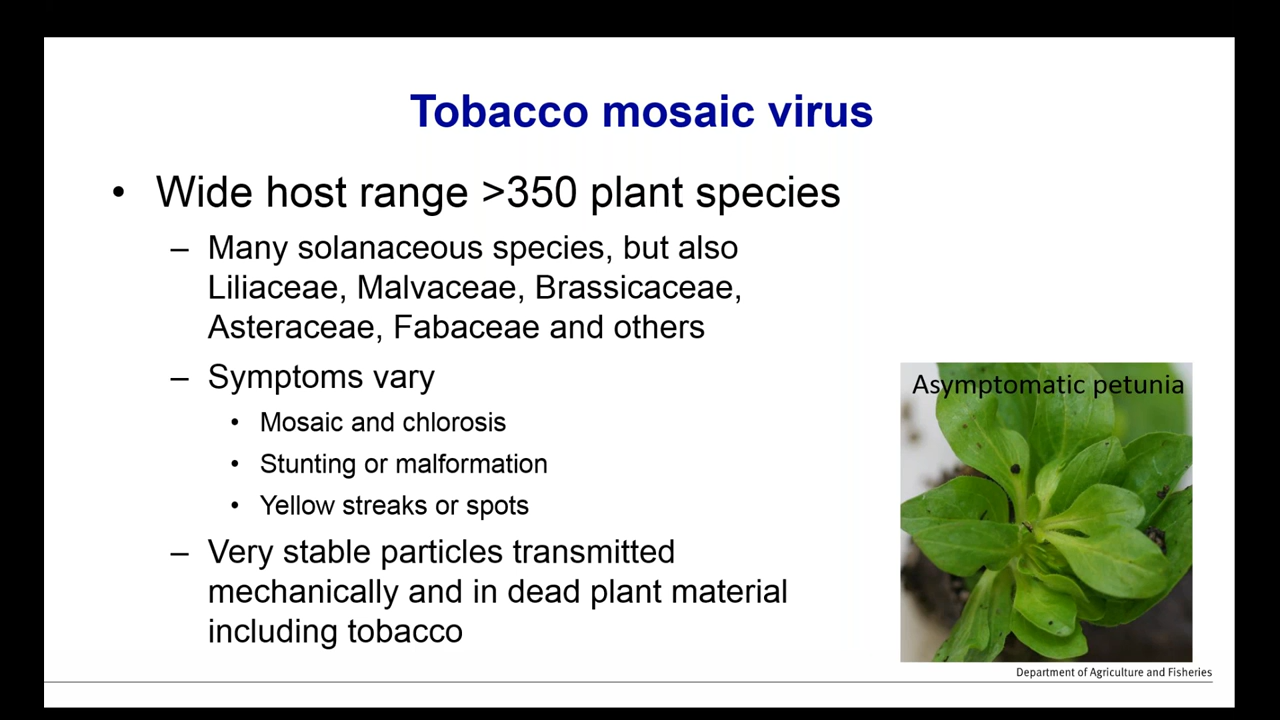 Tobacco mosaic virus
• Wide host range >350 plant species
– Many solanaceous species, but also
Liliaceae, Malvaceae, Brassicaceae,
Asteraceae, Fabaceae and others
– Symptoms vary
• Mosaic and chlorosis
• Stunting or malformation
• Yellow streaks or spots
– Very stable particles transmitted
mechanically and in dead plant material
including tobacco
Asymptomatic petunia
Department of Agriculture and Fisheries